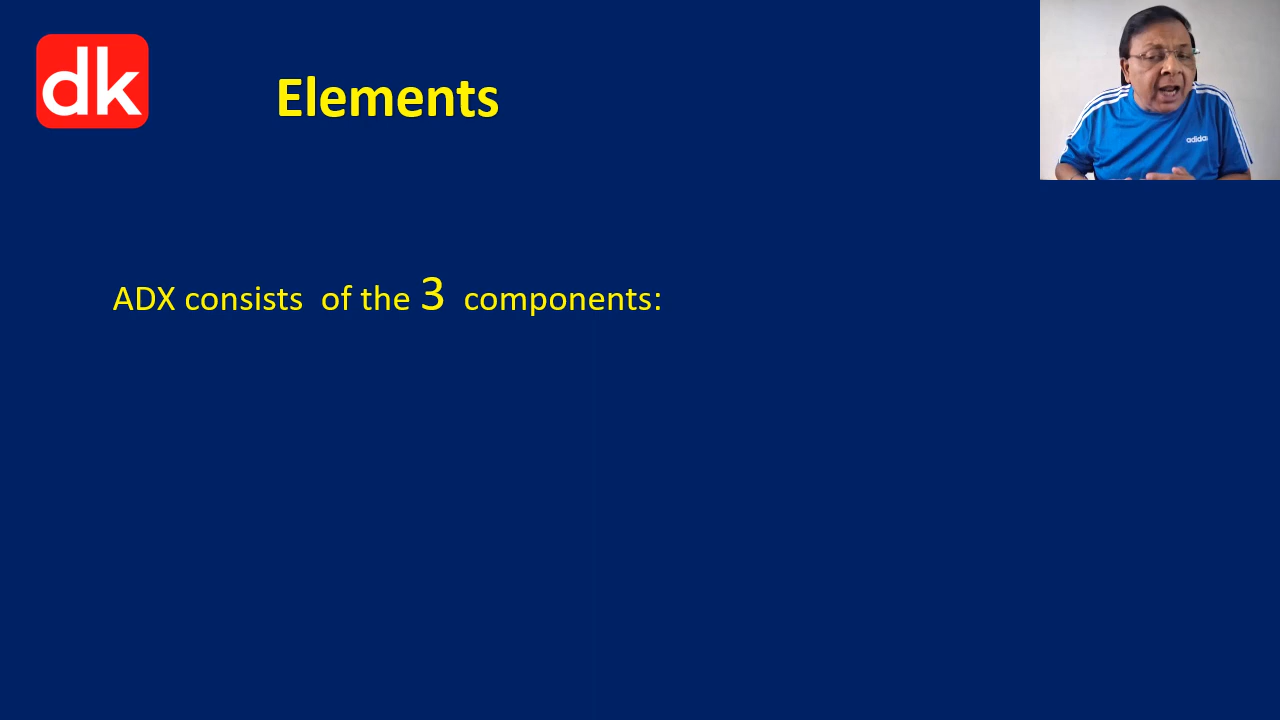 dk
Elements
adidas
ADX consists of the 3 components: